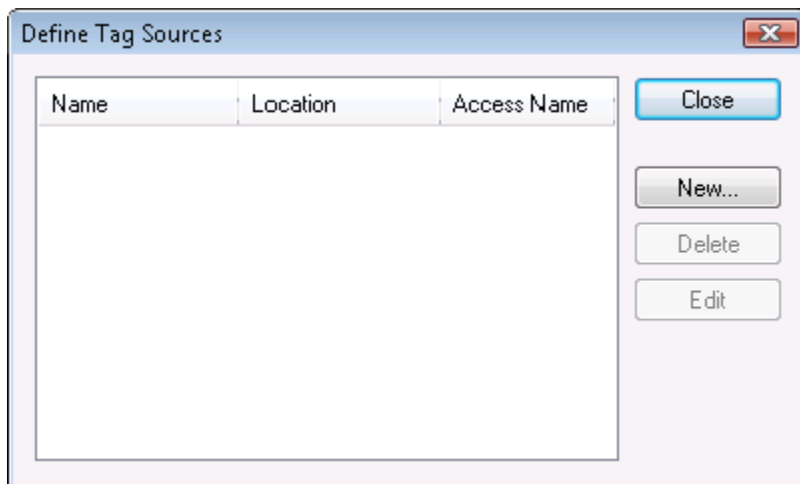 Define Tag Sources
Name Location Access Name
Close
New...
Delete
Edit